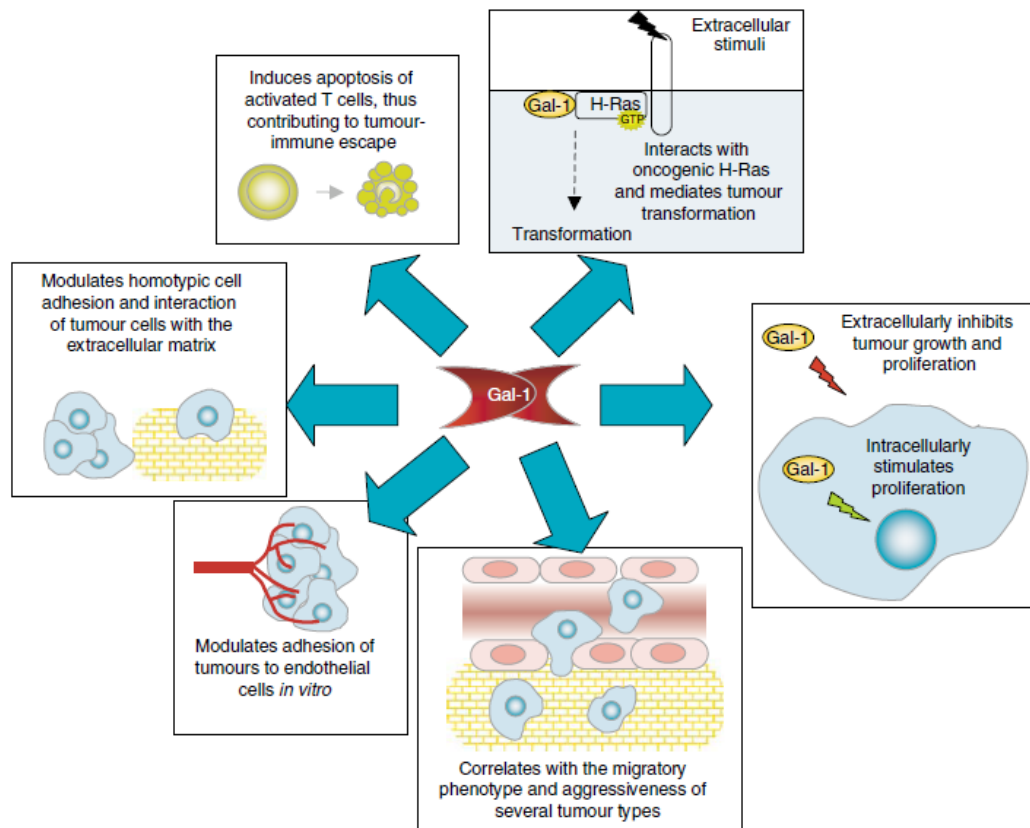 Extracellular
stimuli
Gal-1
H-Ras
GTP
Interacts with
oncogenic H-Ras
and mediates tumour
transformation
Transformation
Induces apoptosis of
activated T cells, thus
contributing to tumour-
immune escape
Modulates homotypic cell
adhesion and interaction
of tumour cells with the
extracellular matrix
Gal-1
Gal-1
Extracellularly inhibits
tumour growth and
proliferation
Gal-1
Intracellularly
stimulates
proliferation
Modulates adhesion of
tumours to endothelial
cells in vitro
Correlates with the migratory
phenotype and aggressiveness of
several tumour types